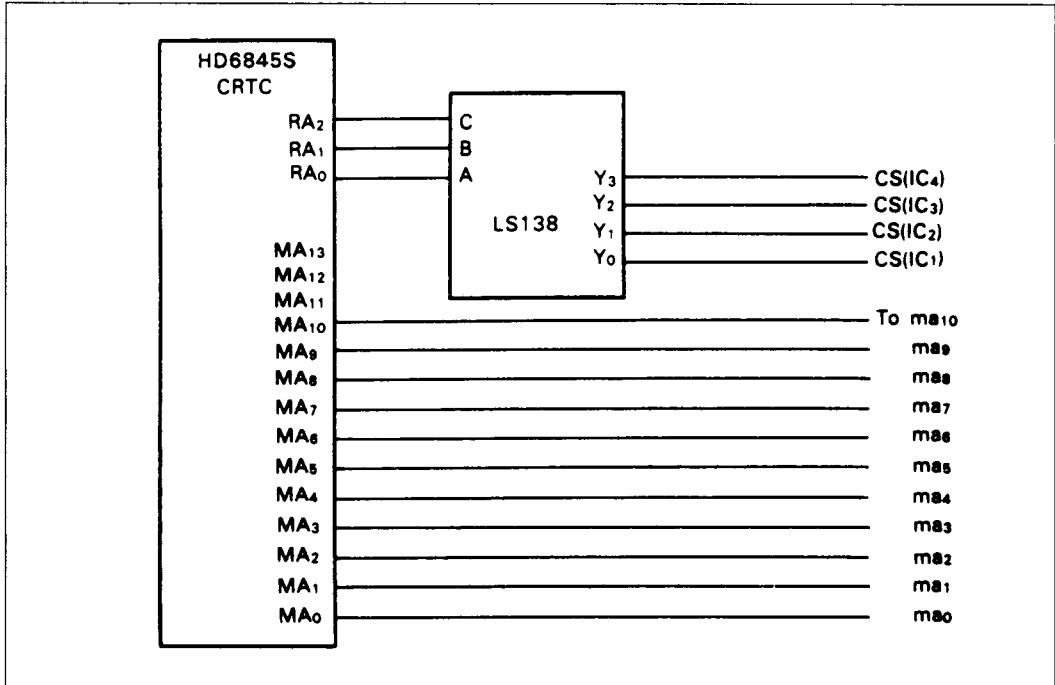 HD6845S
CRTC
RA₂ C
RA₁ B
RA₀ A
Y₃ CS(IC₄)
Y₂ CS(IC₃)
LS138
Y₁ CS(IC₂)
Y₀ CS(IC₁)
MA₁₃
MA₁₂
MA₁₁
MA₁₀ To ma₁₀
MA₉ ma₉
MA₈ ma₈
MA₇ ma₇
MA₆ ma₆
MA₅ ma₅
MA₄ ma₄
MA₃ ma₃
MA₂ ma₂
MA₁ ma₁
MA₀ ma₀